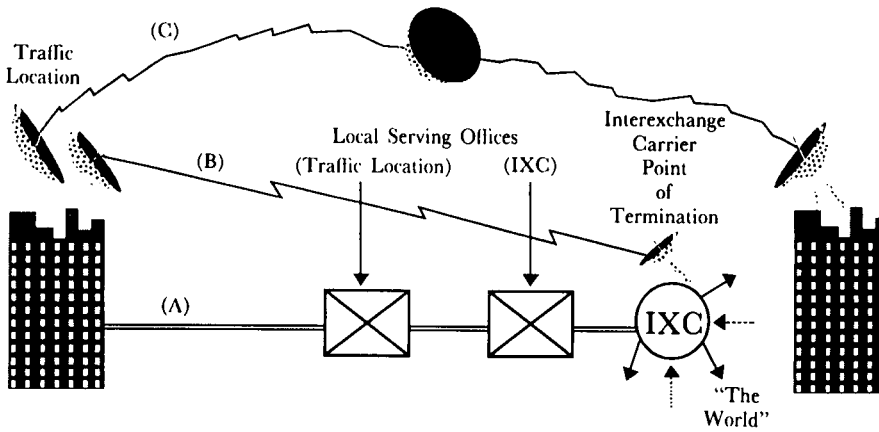 (C)
Traffic
Location
Interexchange
Carrier
Point
of
Termination
Local Serving Offices
(Traffic Location)
(IXC)
(B)
(A)
IXC
"The
World"